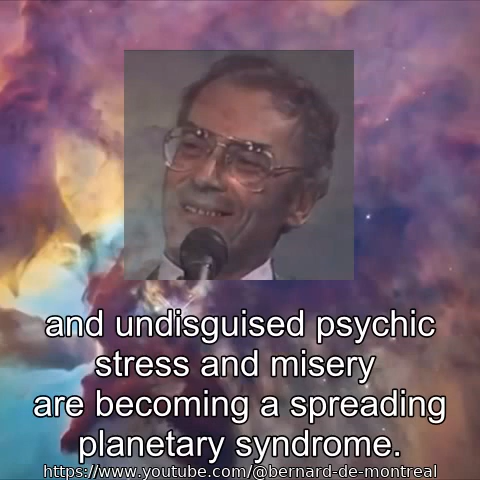 and undisguised psychic
stress and misery
are becoming a spreading
planetary syndrome.
https://www.youtube.com/@bernard-de-montreal